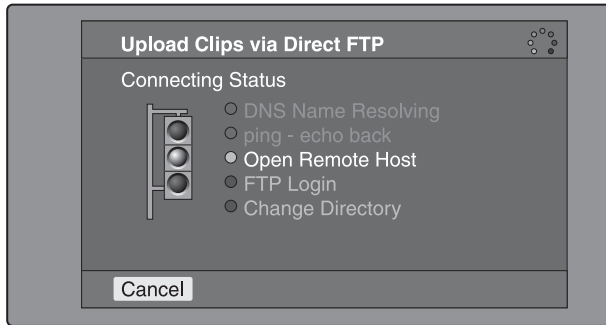 Upload Clips via Direct FTP
Connecting Status
DNS Name Resolving
ping - echo back
Open Remote Host
FTP Login
Change Directory
Cancel